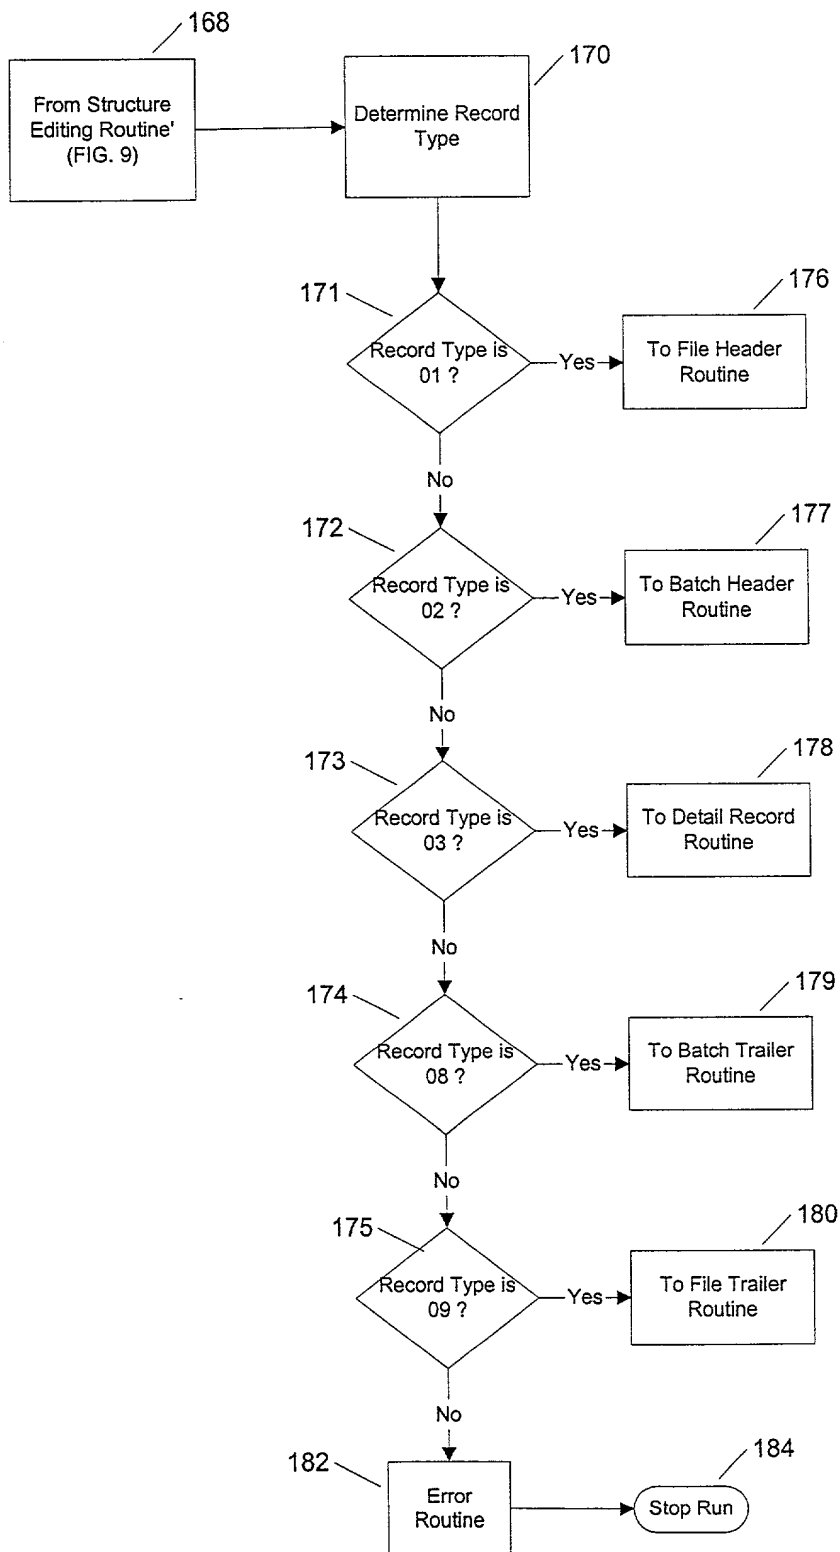 168
From Structure
Editing Routine'
(FIG. 9)
170
Determine Record
Type
171
Record Type is
01 ?
Yes
176
To File Header
Routine
No
172
Record Type is
02 ?
Yes
177
To Batch Header
Routine
No
173
Record Type is
03 ?
Yes
178
To Detail Record
Routine
No
174
Record Type is
08 ?
Yes
179
To Batch Trailer
Routine
No
175
Record Type is
09 ?
Yes
180
To File Trailer
Routine
No
182
Error
Routine
184
Stop Run